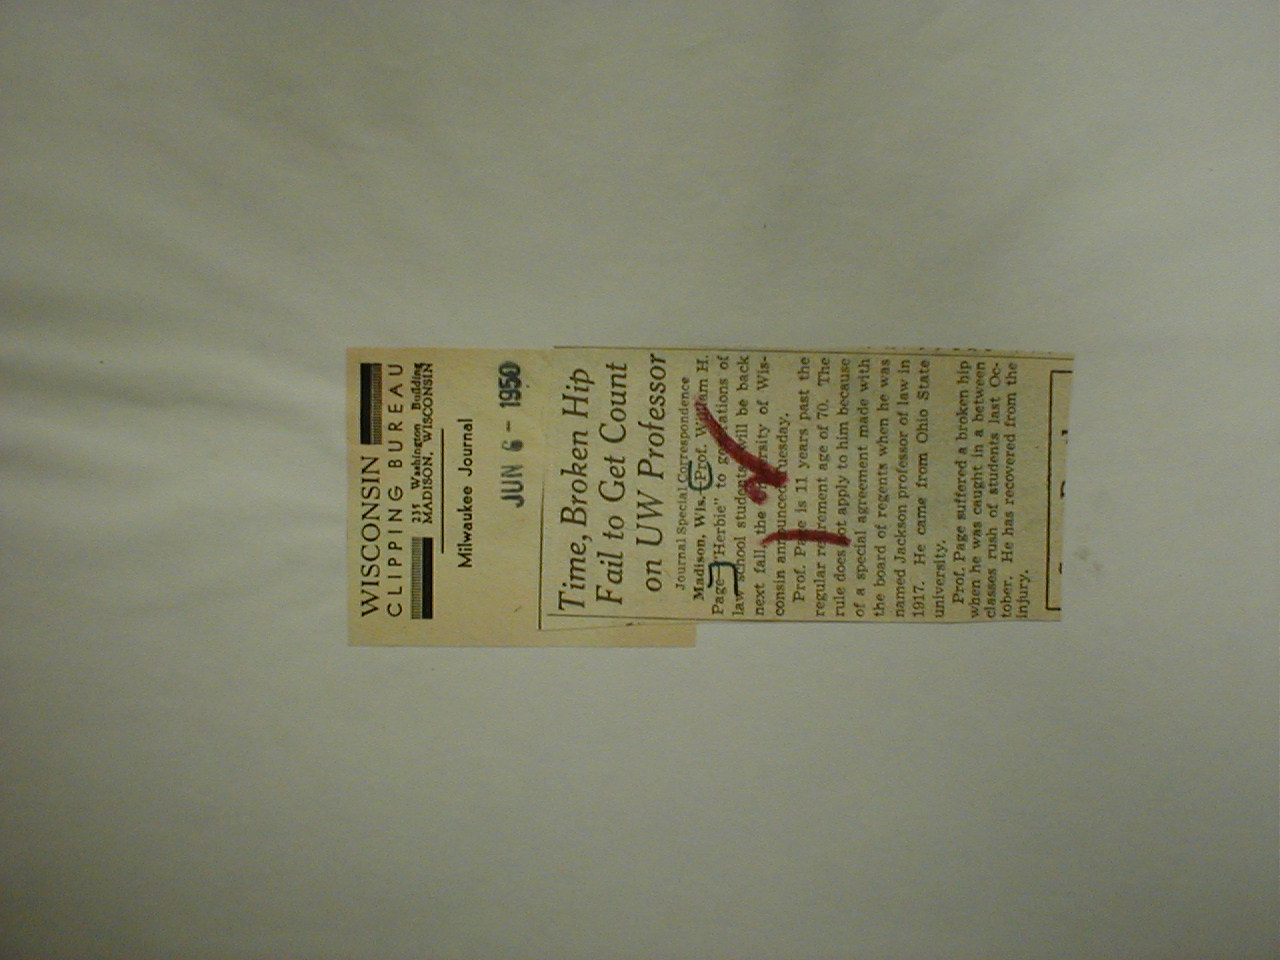 WISCONSIN
CLIPPING BUREAU
235 Washington Building
MADISON, WISCONSIN
Milwaukee Journal
JUN 6 - 1950
Time, Broken Hip
Fail to Get Count
on UW Professor
Journal Special Correspondence
Madison, Wis.-Prof. William H.
Page "Herbie" to generations of
law school students will be back
next fall, the University of Wis-
consin announced Tuesday.
Prof. Page is 11 years past the
regular retirement age of 70. The
rule does not apply to him because
of a special agreement made with
the board of regents when he was
named Jackson professor of law in
1917. He came from Ohio State
university.
Prof. Page suffered a broken hip
when he was caught in a between
classes rush of students last Oc-
tober. He has recovered from the
injury.